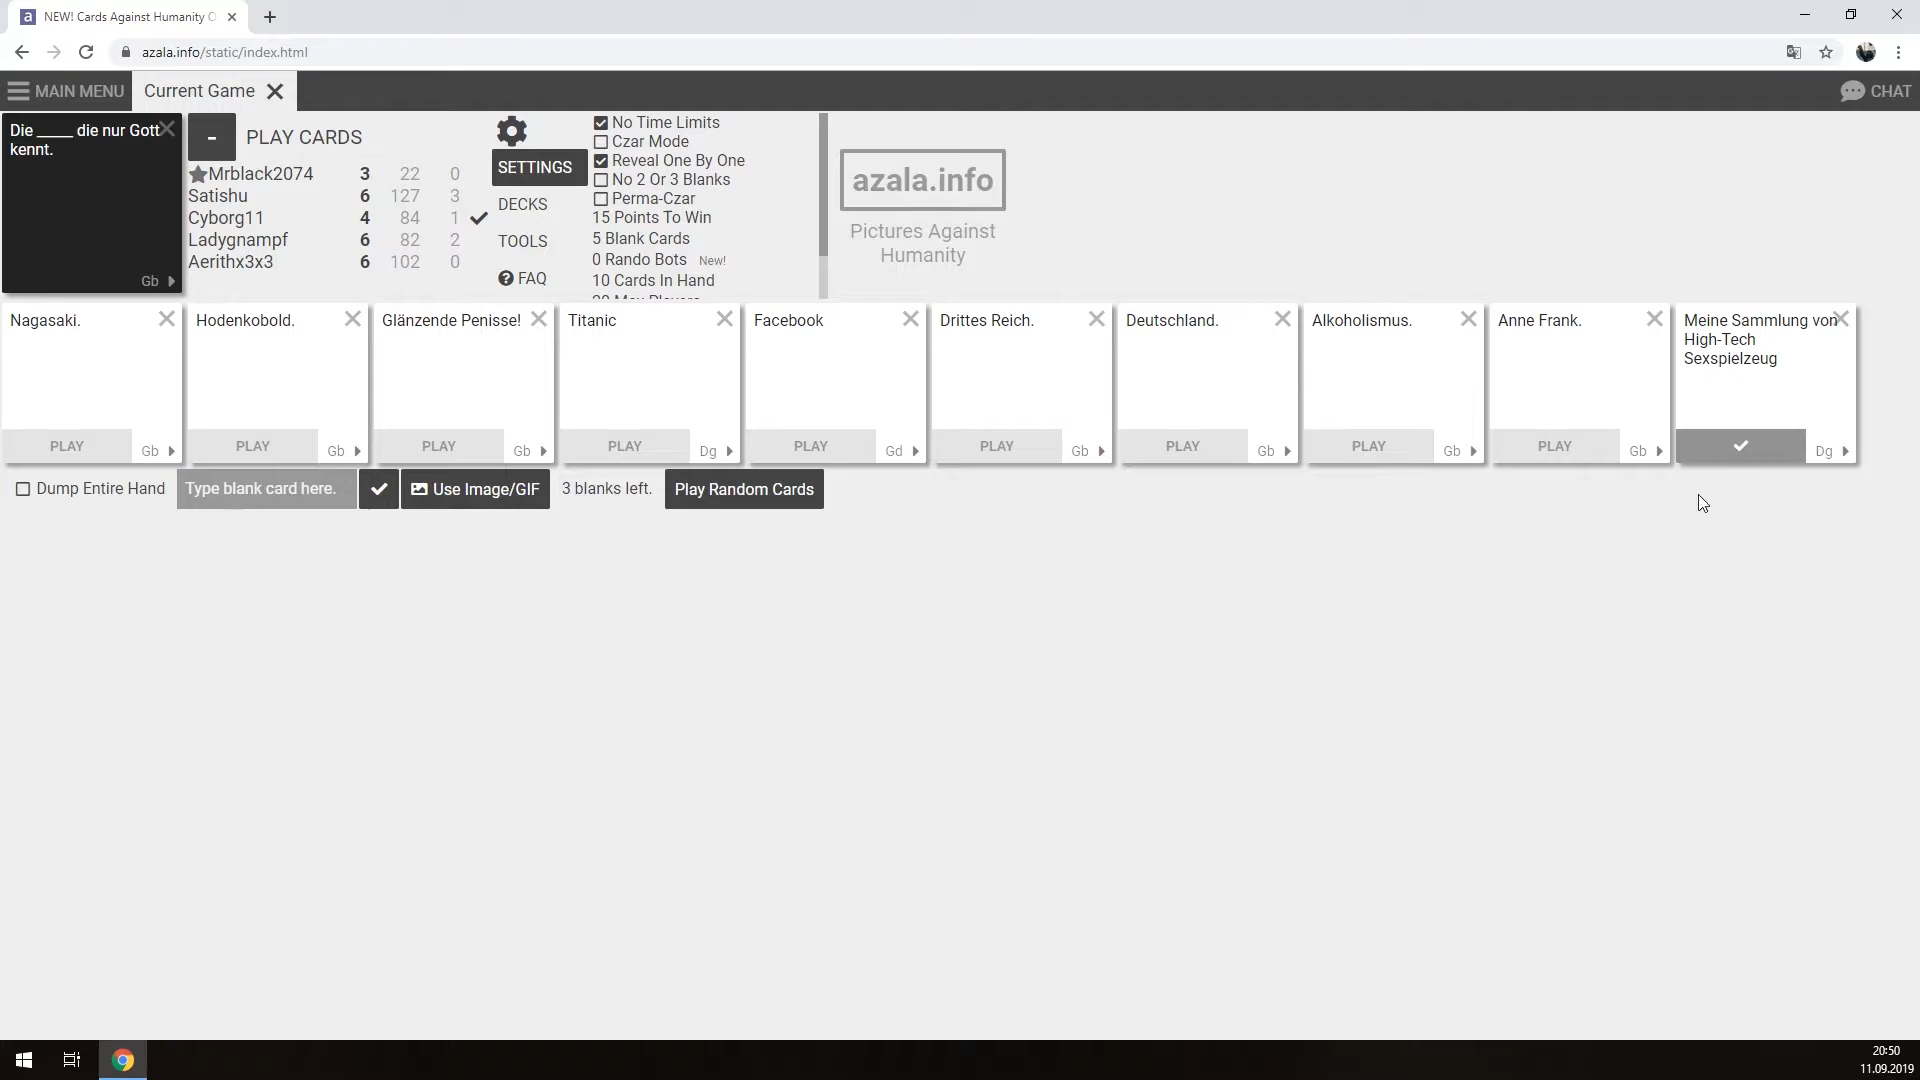 NEW! Cards Against Humanity O
azala.info/static/index.html
MAIN MENU
Current Game
CHAT
Die _____ die nur Gott
kennt.
Gb
-
PLAY CARDS
Mrblack2074 3 22 0
Satishu 6 127 3
Cyborg11 4 84 1
Ladygnampf 6 82 2
Aerithx3x3 6 102 0
SETTINGS
DECKS
TOOLS
FAQ
No Time Limits
Czar Mode
Reveal One By One
No 2 Or 3 Blanks
Perma-Czar
15 Points To Win
5 Blank Cards
0 Rando Bots New!
10 Cards In Hand
azala.info
Pictures Against
Humanity
Nagasaki.
PLAY
Gb
Hodenkobold.
PLAY
Gb
Glänzende Penisse!
PLAY
Gb
Titanic
PLAY
Dg
Facebook
PLAY
Gd
Drittes Reich.
PLAY
Gb
Deutschland.
PLAY
Gb
Alkoholismus.
PLAY
Gb
Anne Frank.
PLAY
Gb
Meine Sammlung von
High-Tech
Sexspielzeug
Dg
Dump Entire Hand
Type blank card here.
Use Image/GIF
3 blanks left.
Play Random Cards
20:50
11.09.2019